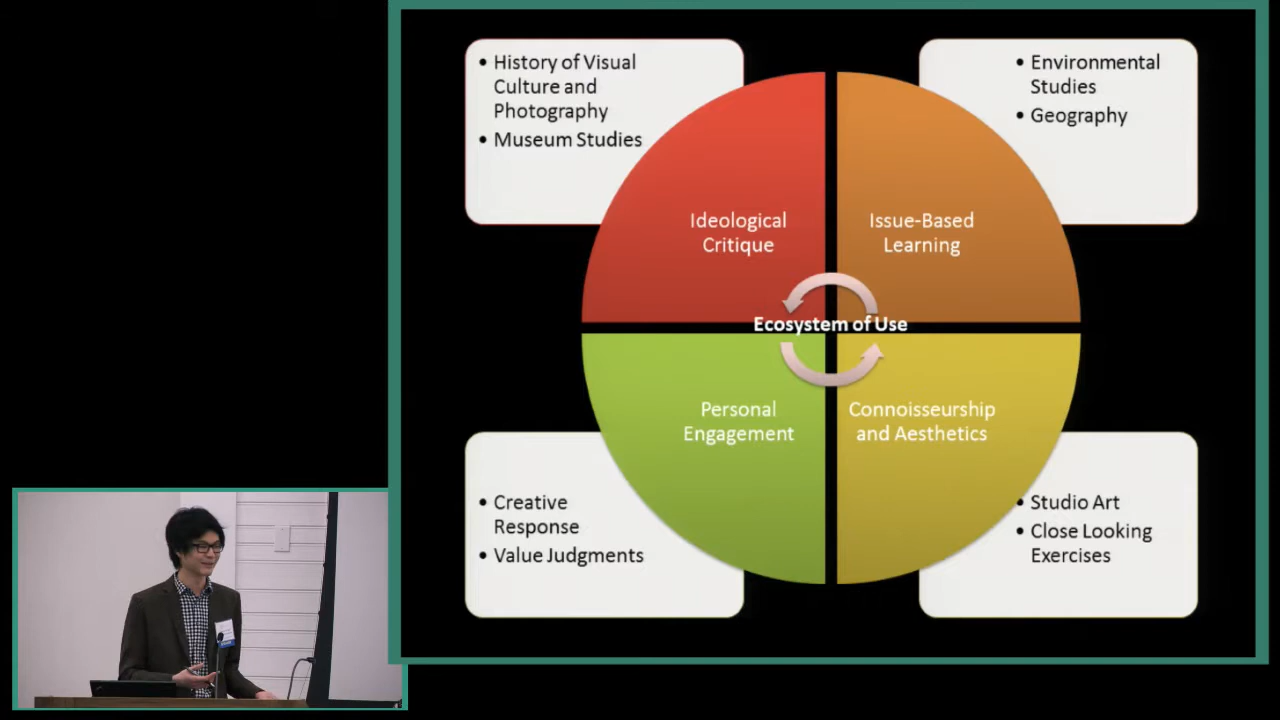 • History of Visual
Culture and
Photography
• Museum Studies
• Environmental
Studies
• Geography
Ideological
Critique
Issue-Based
Learning
Ecosystem of Use
Personal
Engagement
Connoisseurship
and Aesthetics
• Creative
Response
• Value Judgments
• Studio Art
• Close Looking
Exercises